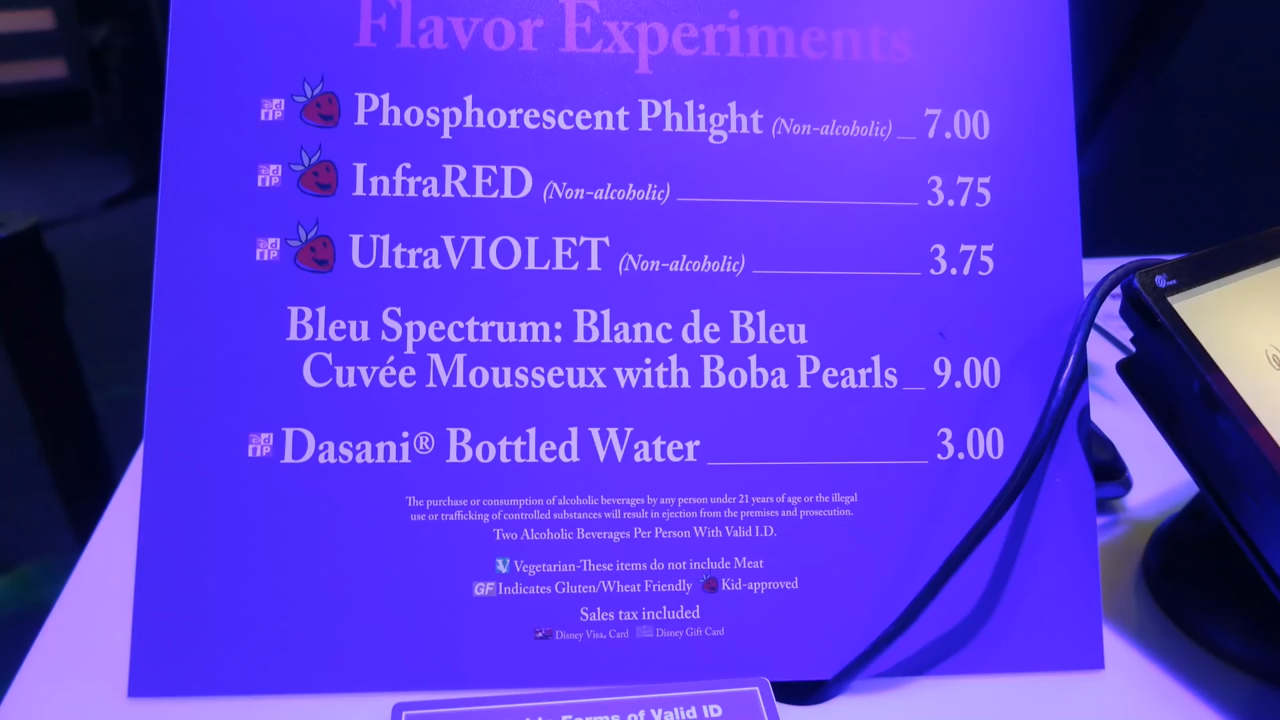 Flavor Experiments
Phosphorescent Phlight (Non-alcoholic) 7.00
InfraRED (Non-alcoholic) 3.75
UltraVIOLET (Non-alcoholic) 3.75
Bleu Spectrum: Blanc de Bleu
Cuvée Mousseux with Boba Pearls 9.00
Dasani® Bottled Water 3.00
The purchase or consumption of alcoholic beverages by any person under 21 years of age or the illegal
use or trafficking of controlled substances will result in ejection from the premises and prosecution.
Two Alcoholic Beverages Per Person With Valid I.D.
V Vegetarian-These items do not include Meat
GF Indicates Gluten/Wheat Friendly Kid-approved
Sales tax included
Disney Visa® Card Disney Gift Card
Forms of Valid ID